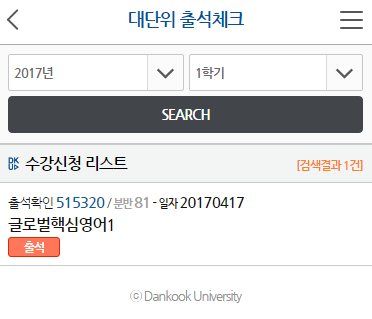 대단위 출석체크
2017년 1학기
SEARCH
수강신청 리스트 [검색결과 1건]
출석확인 515320 / 분반 81 - 일자 20170417
글로벌핵심영어1
출석
ⓒ Dankook University